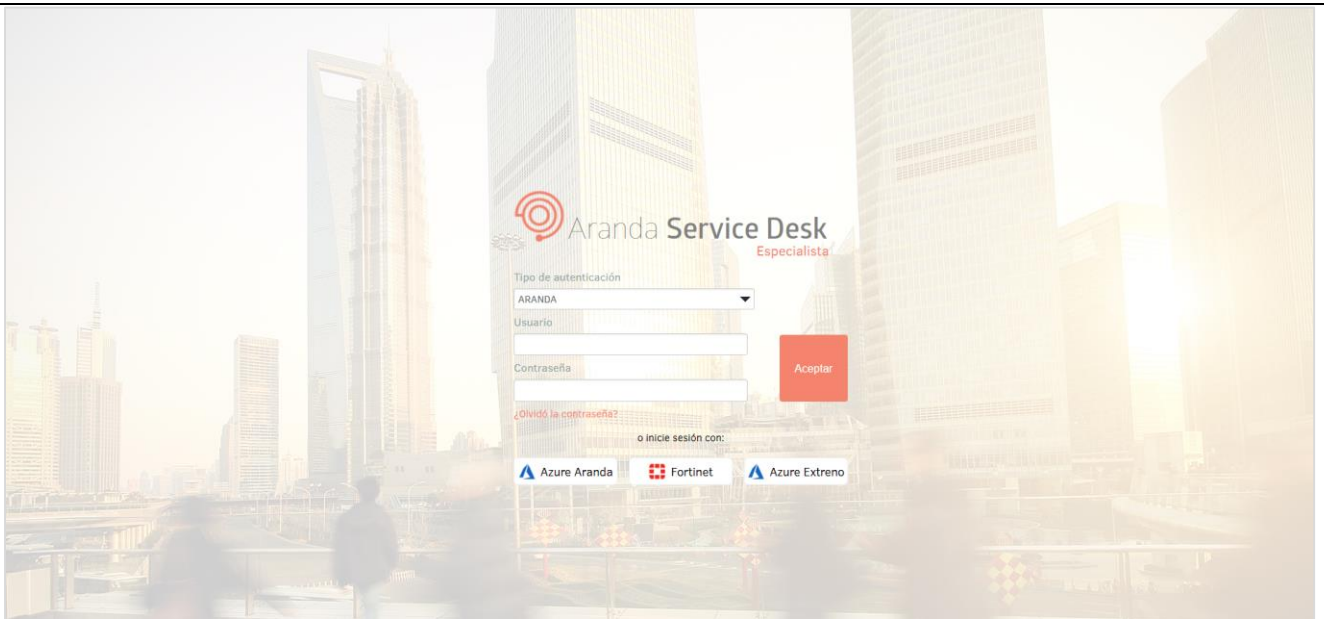 Aranda Service Desk
Especialista
Tipo de autenticación
ARANDA
Usuario
Contraseña
Aceptar
¿Olvidó la contraseña?
o inicie sesión con:
Azure Aranda Fortinet Azure Extreno